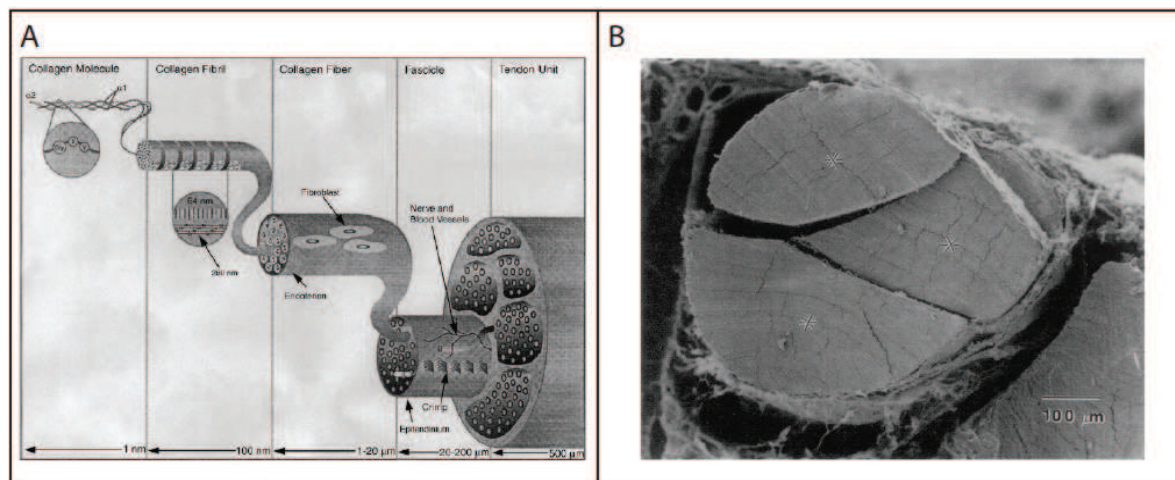 A
Collagen Molecule
Collagen Fibril
Collagen Fiber
Fascicle
Tendon Unit
α2
α1
64 nm
Fibroblast
Nerve and
Blood Vessels
Endotenon
Crimp
1 nm
100 nm
1-20 μm
20-200 μm
500 μm
B
100 μm